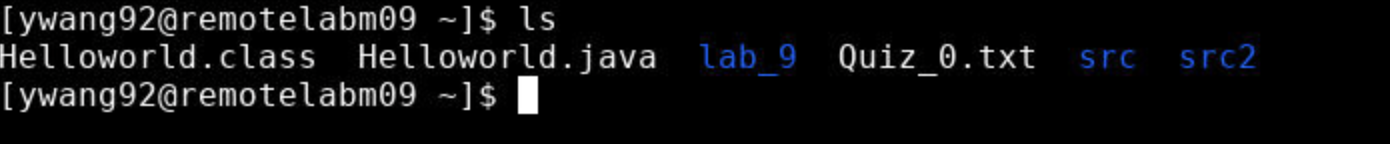 [ywang92@remotelabm09 ~]$ ls
Helloworld.class  Helloworld.java  lab_9  Quiz_0.txt  src  src2
[ywang92@remotelabm09 ~]$